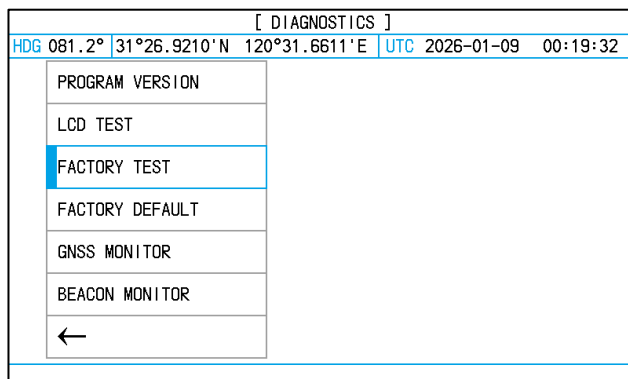 [ DIAGNOSTICS ]
HDG 081.2° 31°26.9210'N 120°31.6611'E UTC 2026-01-09 00:19:32
PROGRAM VERSION
LCD TEST
FACTORY TEST
FACTORY DEFAULT
GNSS MONITOR
BEACON MONITOR
←